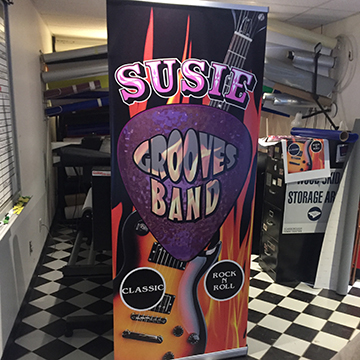 SUSIE
GROOVES
BAND
CLASSIC
ROCK
N
ROLL
STORAGE AR